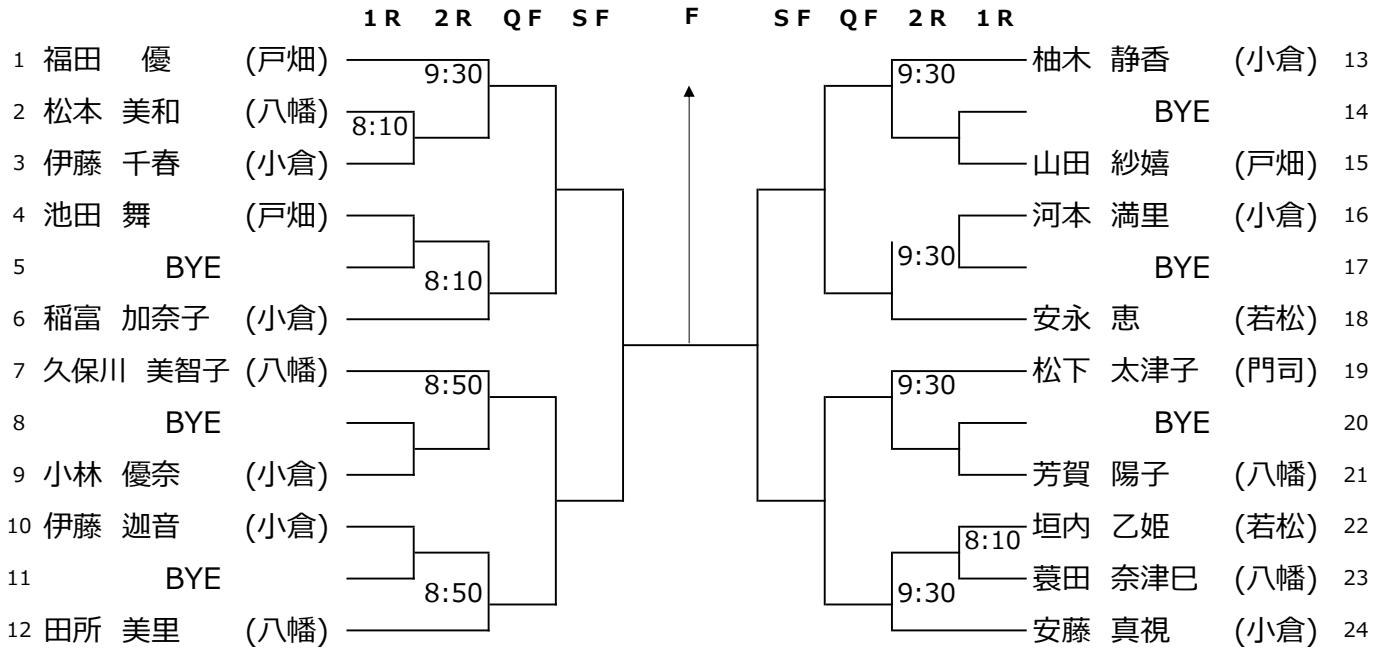 1 R 2 R Q F S F F S F Q F 2 R 1 R
1 福田 優 (戸畑) 9:30 9:30 柚木 静香 (小倉) 13
2 松本 美和 (八幡) 8:10 BYE 14
3 伊藤 千春 (小倉) 山田 紗嬉 (戸畑) 15
4 池田 舞 (戸畑) 河本 満里 (小倉) 16
5 BYE 8:10 9:30 BYE 17
6 稲富 加奈子 (小倉) 安永 恵 (若松) 18
7 久保川 美智子 (八幡) 8:50 9:30 松下 太津子 (門司) 19
8 BYE BYE 20
9 小林 優奈 (小倉) 芳賀 陽子 (八幡) 21
10 伊藤 迦音 (小倉) 8:10 垣内 乙姫 (若松) 22
11 BYE 8:50 9:30 蓑田 奈津巳 (八幡) 23
12 田所 美里 (八幡) 安藤 真視 (小倉) 24